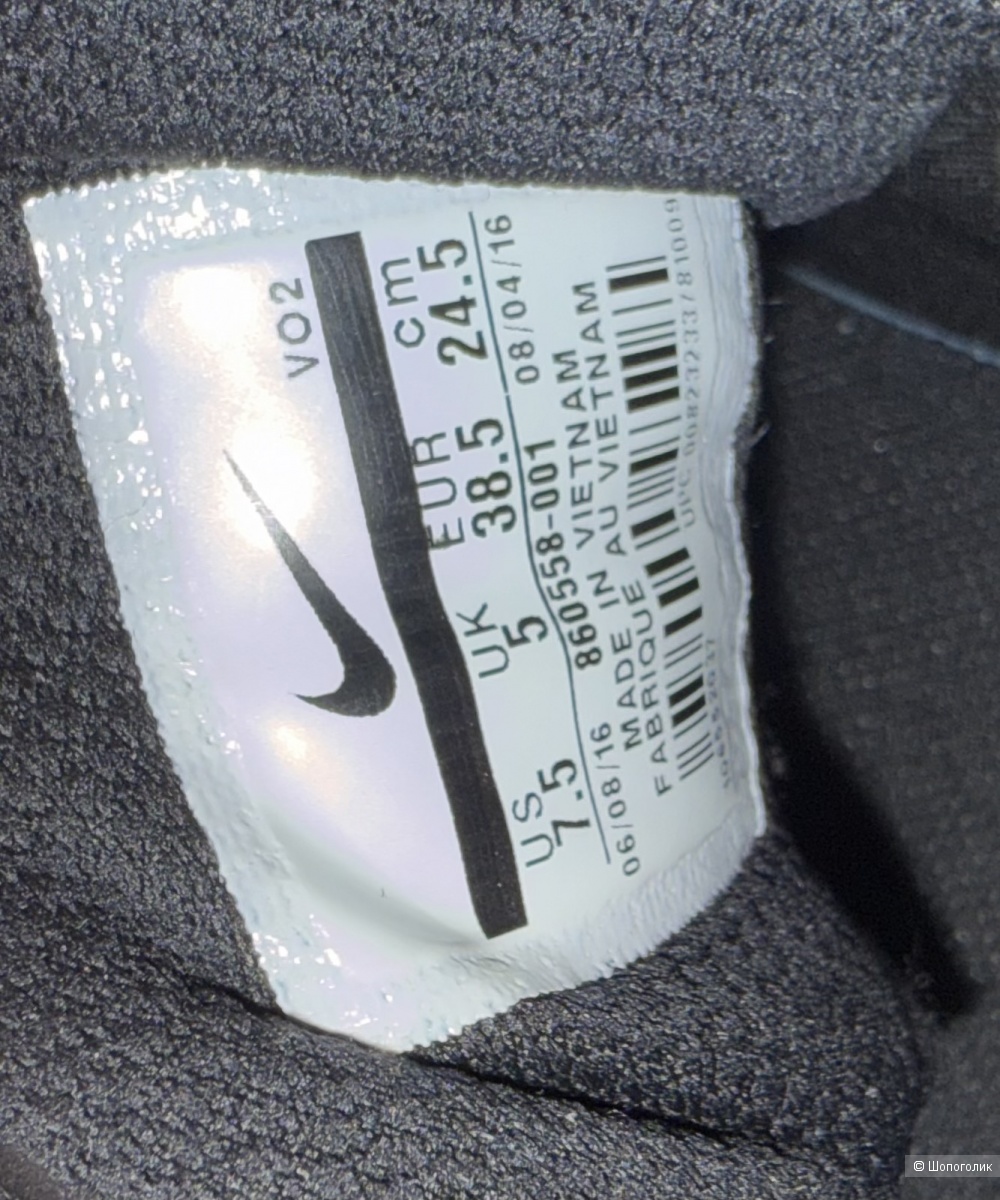 VO2
US UK EUR cm
7.5 5 38.5 24.5
06/08/16 860558-001 08/04/16
MADE IN VIETNAM
FABRIQUE AU VIETNAM
© Шопоголик